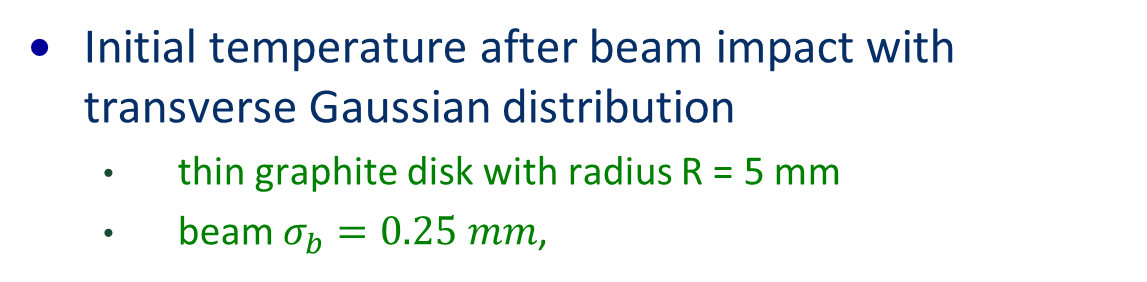 • Initial temperature after beam impact with
transverse Gaussian distribution
• thin graphite disk with radius R = 5 mm
• beam σ_b = 0.25 mm,